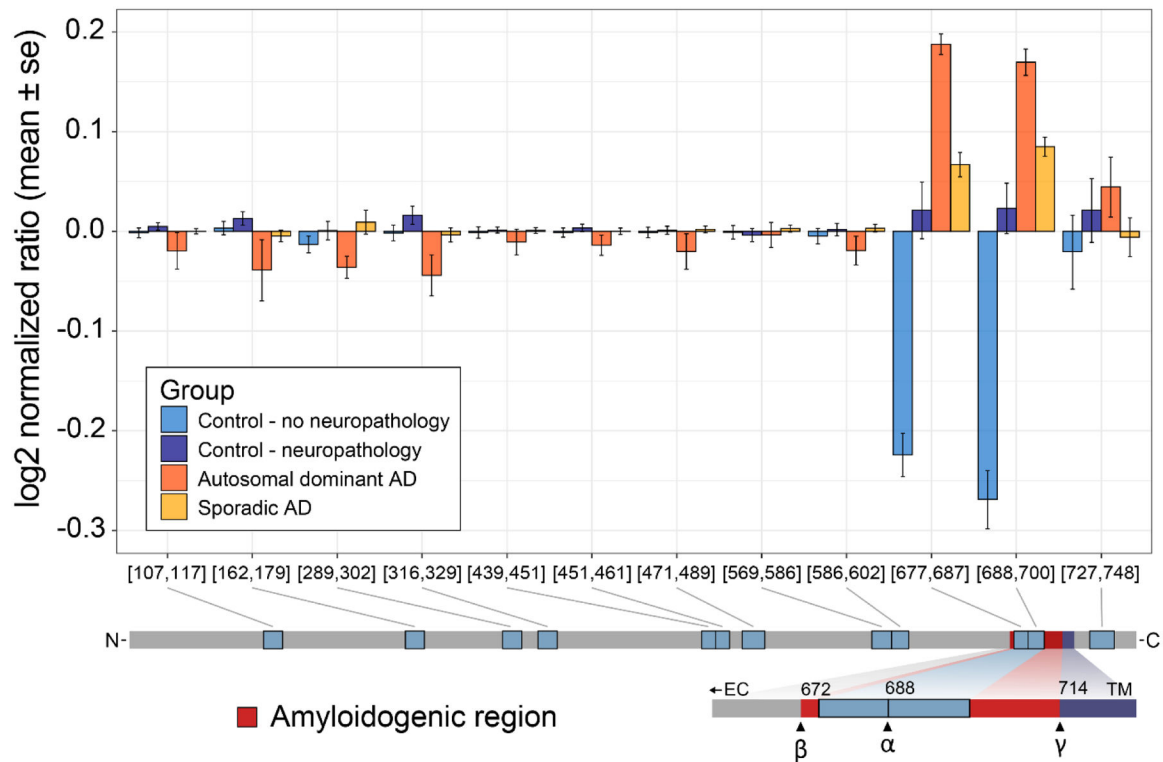 log2 normalized ratio (mean ± se)
0.2
0.1
0.0
-0.1
-0.2
-0.3
Group
Control - no neuropathology
Control - neuropathology
Autosomal dominant AD
Sporadic AD
[107,117] [162,179] [289,302] [316,329] [439,451] [451,461] [471,489] [569,586] [586,602] [677,687] [688,700] [727,748]
N- -C
←EC 672 688 714 TM
Amyloidogenic region
β α γ